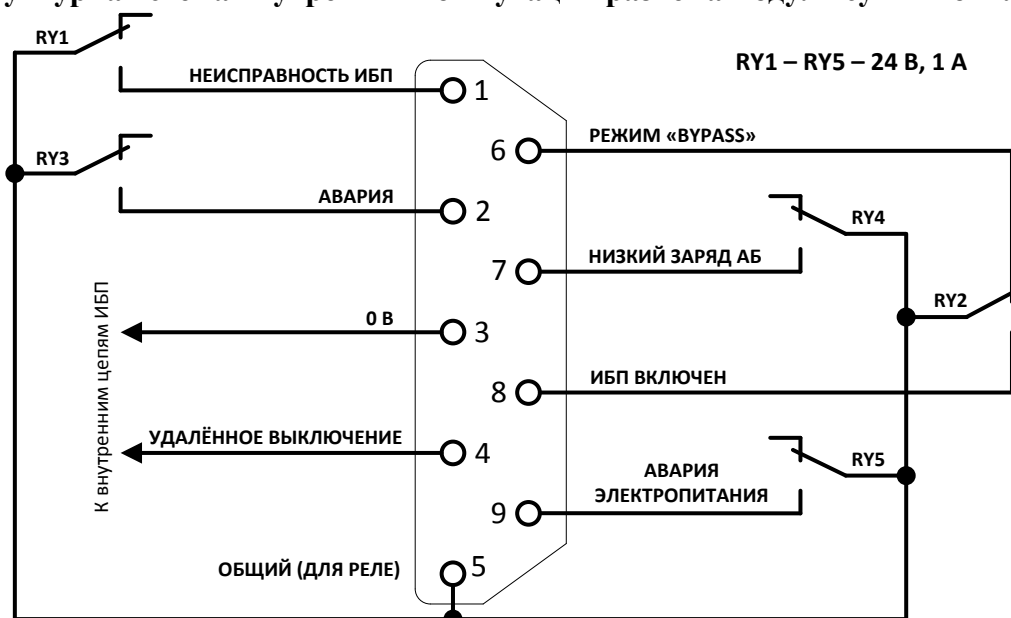 RY1
RY1 – RY5 – 24 В, 1 А
НЕИСПРАВНОСТЬ ИБП
1
6
РЕЖИМ «BYPASS»
RY3
АВАРИЯ
2
RY4
7
НИЗКИЙ ЗАРЯД АБ
К внутренним цепям ИБП
RY2
0 В
3
8
ИБП ВКЛЮЧЕН
УДАЛЁННОЕ ВЫКЛЮЧЕНИЕ
4
RY5
АВАРИЯ
ЭЛЕКТРОПИТАНИЯ
9
ОБЩИЙ (ДЛЯ РЕЛЕ)
5